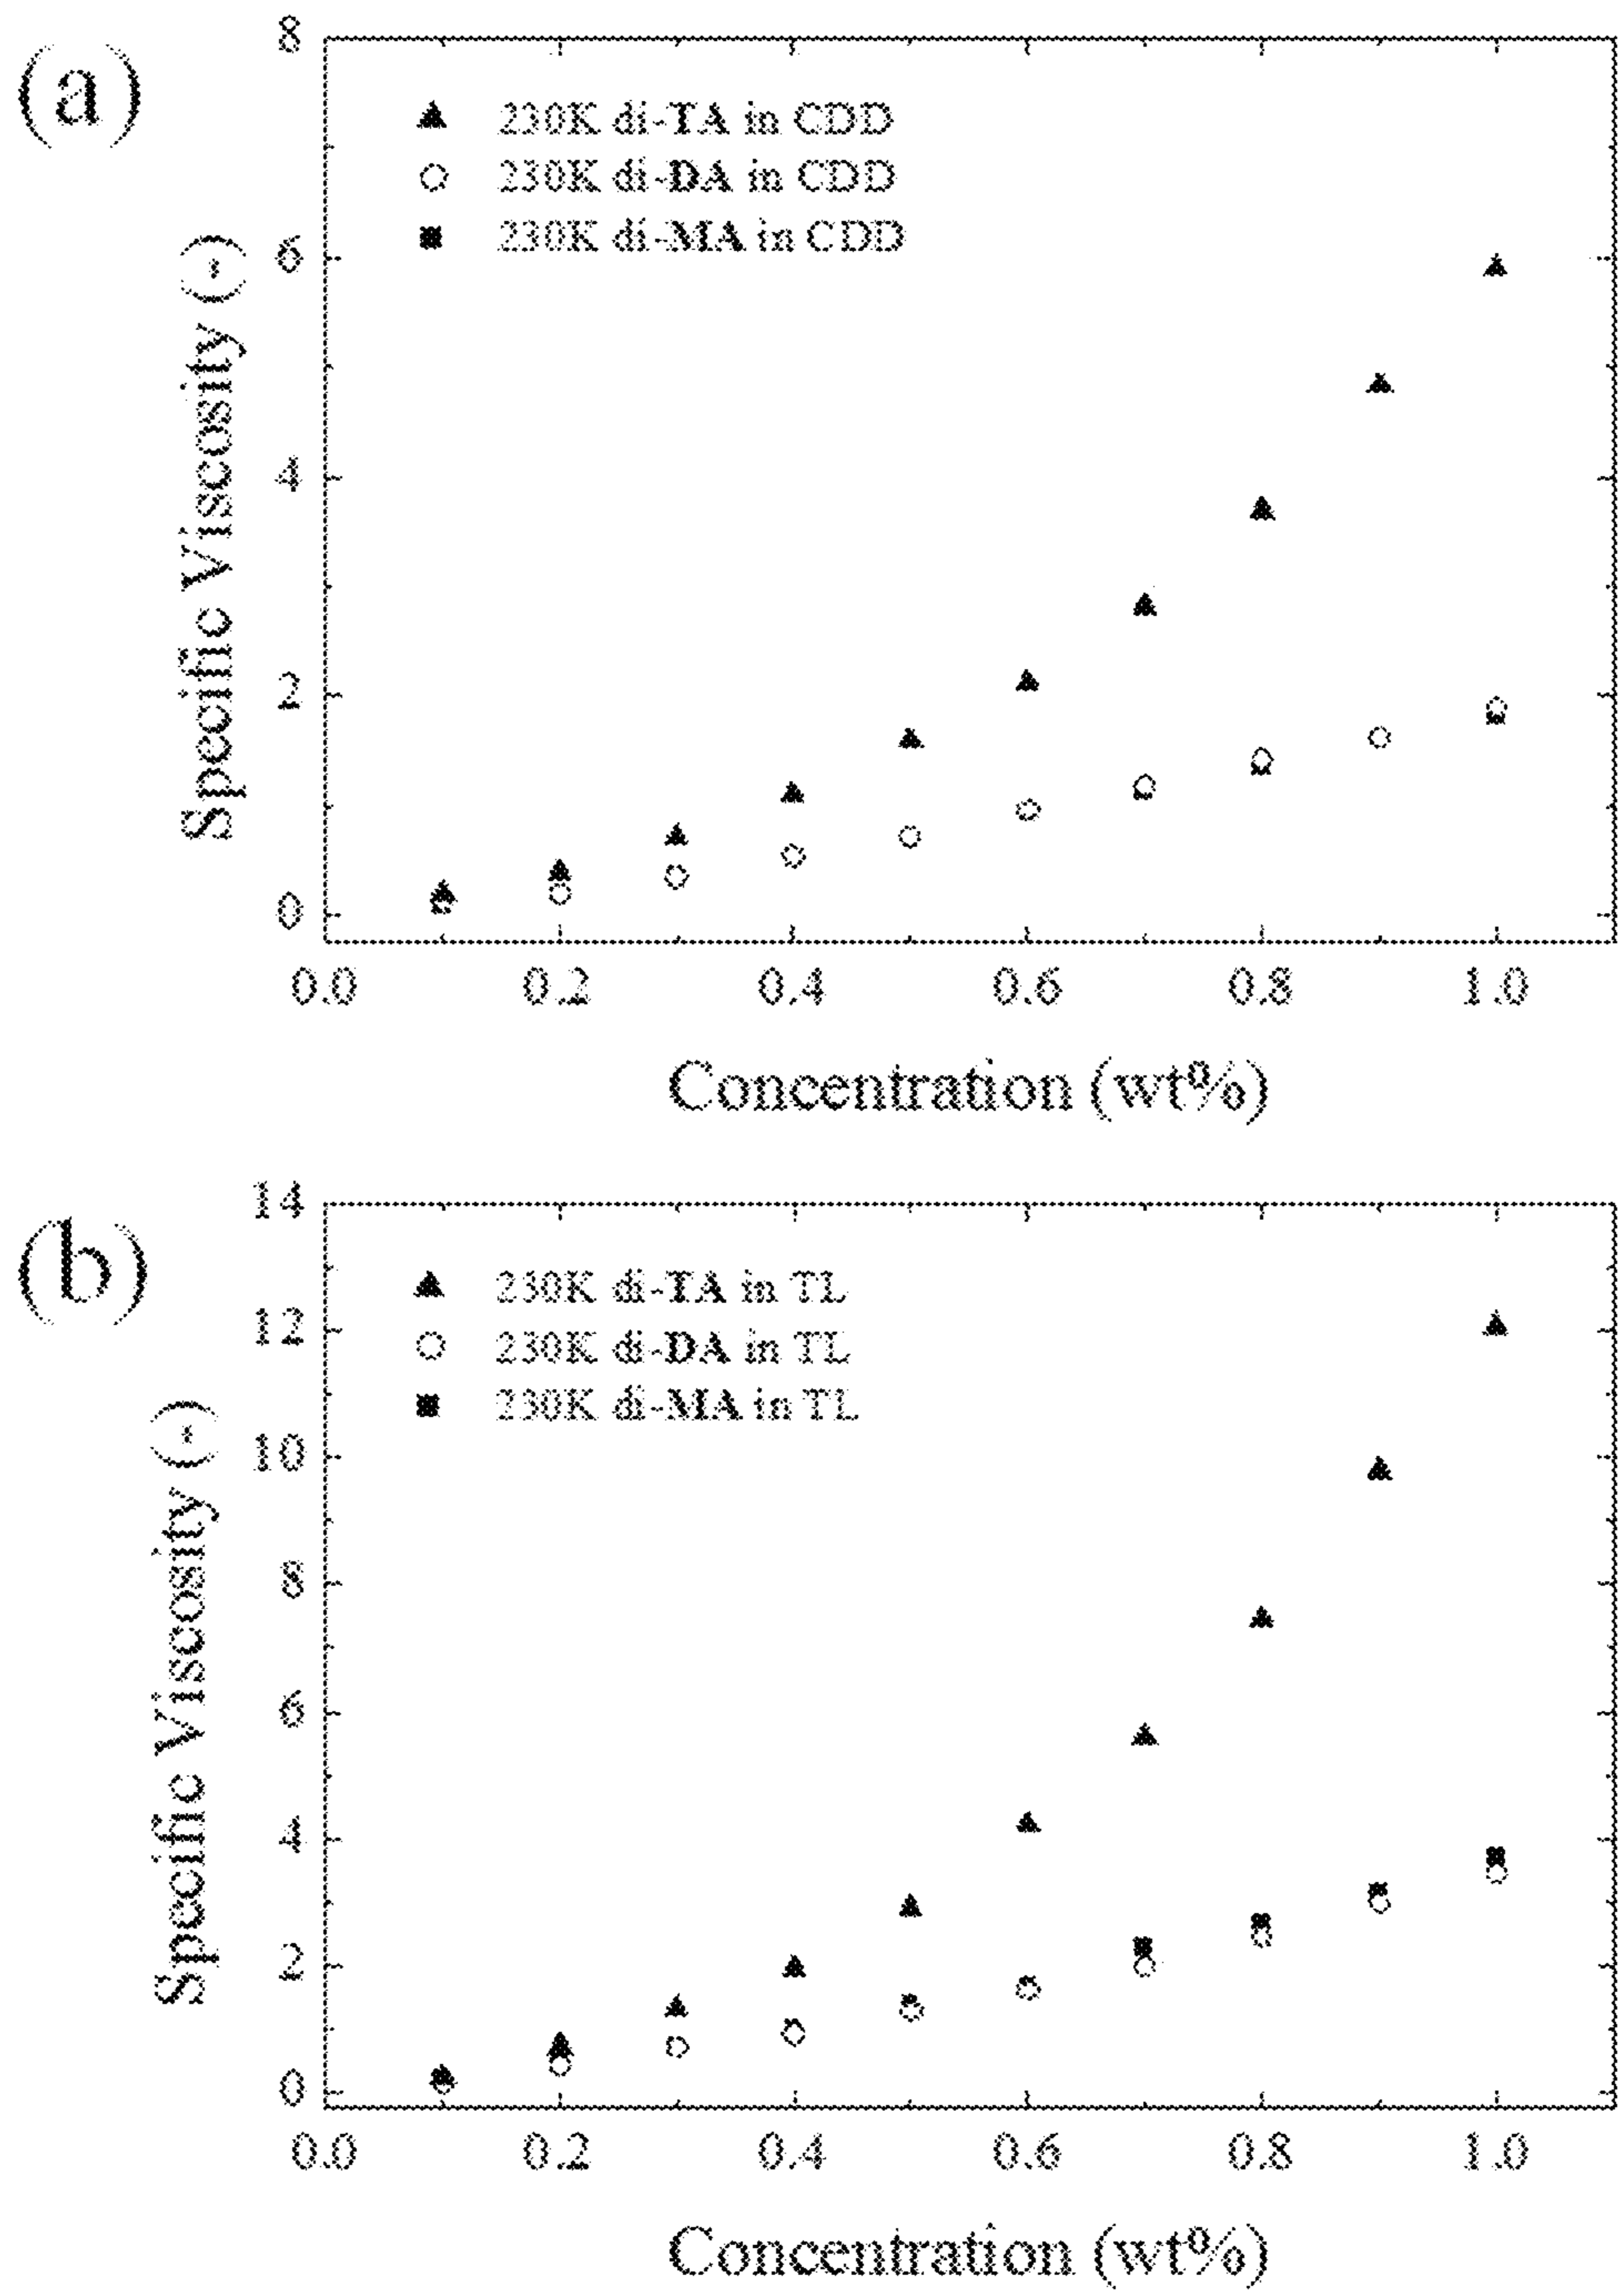 (a)
8
6
4
2
0
230K di-TA in CDD
230K di-DA in CDD
230K di-MA in CDD
Specific Viscosity (-)
0.0 0.2 0.4 0.6 0.8 1.0
Concentration (wt%)
(b)
14
12
10
8
6
4
2
0
230K di-TA in TL
230K di-DA in TL
230K di-MA in TL
Specific Viscosity (-)
0.0 0.2 0.4 0.6 0.8 1.0
Concentration (wt%)